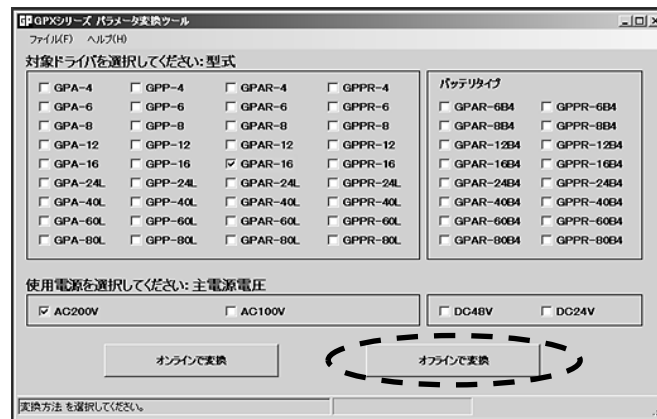 GPXシリーズ パラメータ変換ツール
ファイル(F) ヘルプ(H)
対象ドライバを選択してください:型式
GPA-4 GPP-4 GPAR-4 GPPR-4
GPA-6 GPP-6 GPAR-6 GPPR-6
GPA-8 GPP-8 GPAR-8 GPPR-8
GPA-12 GPP-12 GPAR-12 GPPR-12
GPA-16 GPP-16 GPAR-16 GPPR-16
GPA-24L GPP-24L GPAR-24L GPPR-24L
GPA-40L GPP-40L GPAR-40L GPPR-40L
GPA-60L GPP-60L GPAR-60L GPPR-60L
GPA-80L GPP-80L GPAR-80L GPPR-80L
バッテリタイプ
GPAR-6B4 GPPR-6B4
GPAR-8B4 GPPR-8B4
GPAR-12B4 GPPR-12B4
GPAR-16B4 GPPR-16B4
GPAR-24B4 GPPR-24B4
GPAR-40B4 GPPR-40B4
GPAR-60B4 GPPR-60B4
GPAR-80B4 GPPR-80B4
使用電源を選択してください:主電源電圧
AC200V AC100V DC48V DC24V
オンラインで変換 オフラインで変換
変換方法 を選択してください。